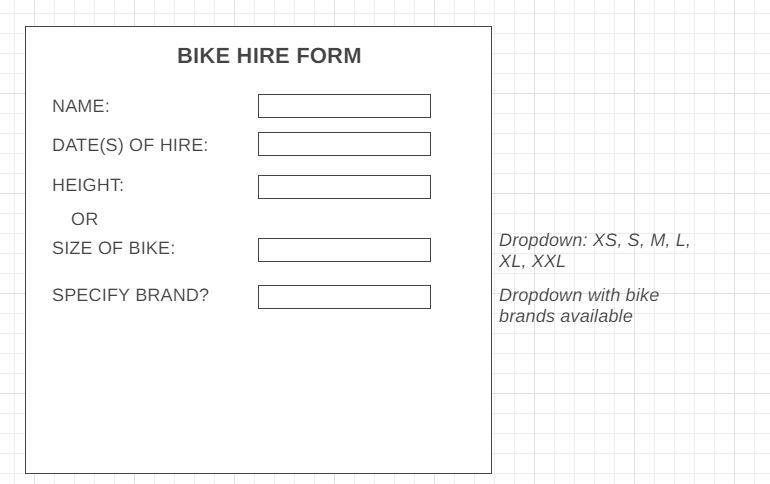 BIKE HIRE FORM
NAME:
DATE(S) OF HIRE:
HEIGHT:
OR
SIZE OF BIKE:
Dropdown: XS, S, M, L,
XL, XXL
SPECIFY BRAND?
Dropdown with bike
brands available